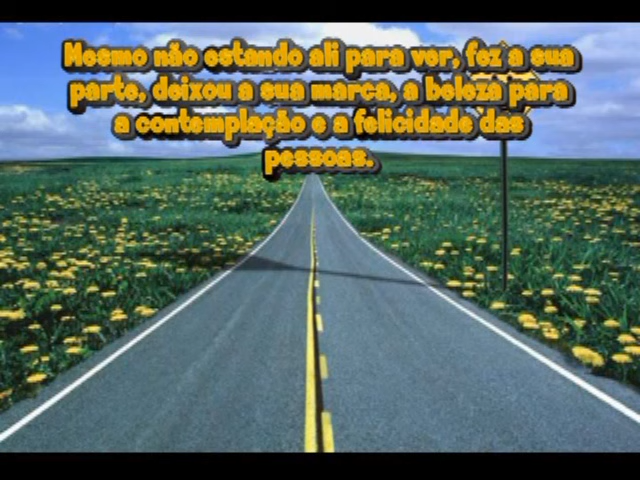 Mesmo não estando ali para ver, fez a sua
parte, deixou a sua marca, a beleza para
a contemplação e a felicidade das
pessoas.